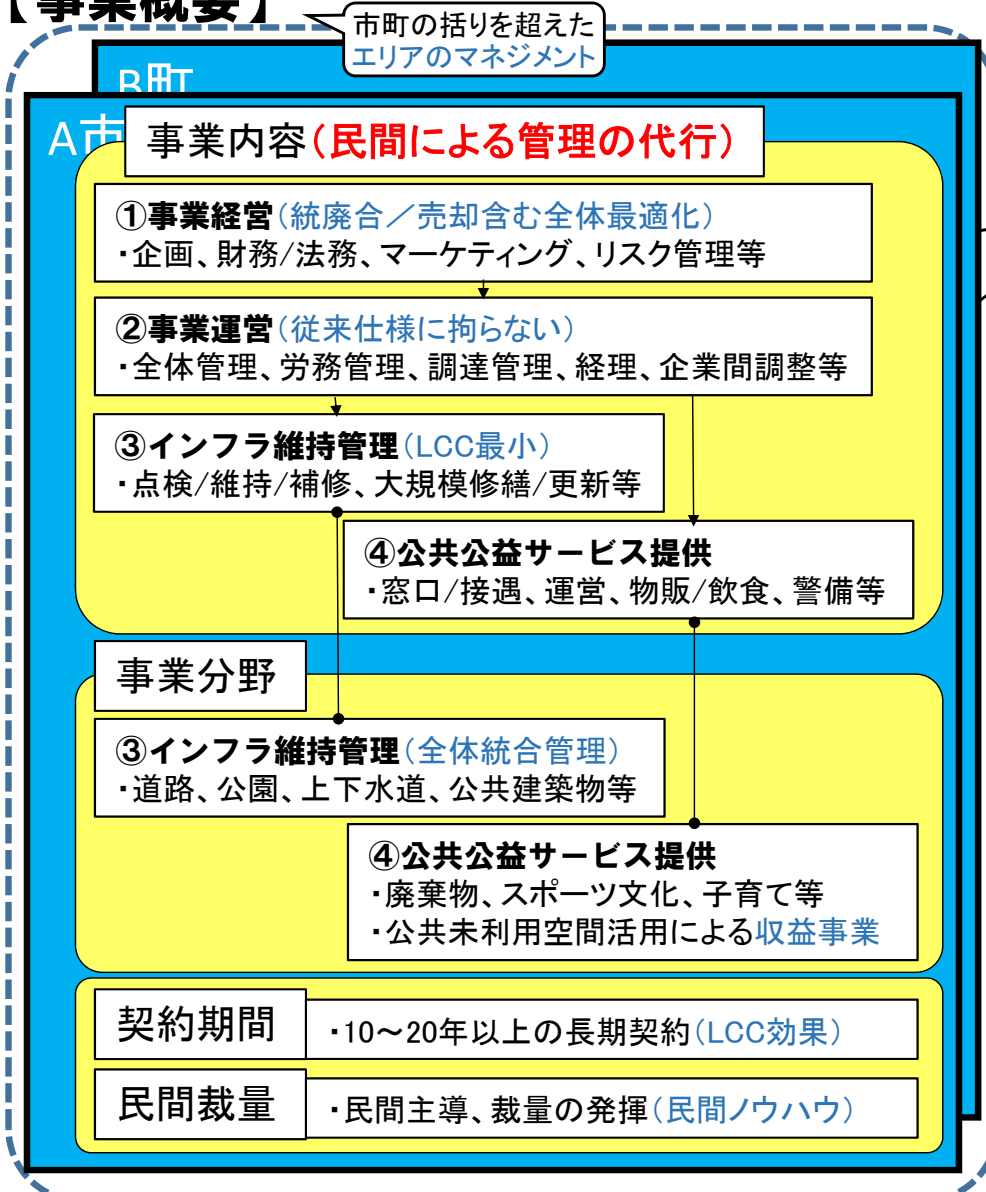 【事業概要】
市町の括りを超えた
エリアのマネジメント
B町
A市
事業内容(民間による管理の代行)
①事業経営(統廃合/売却含む全体最適化)
・企画、財務/法務、マーケティング、リスク管理等
②事業運営(従来仕様に拘らない)
・全体管理、労務管理、調達管理、経理、企業間調整等
③インフラ維持管理(LCC最小)
・点検/維持/補修、大規模修繕/更新等
④公共公益サービス提供
・窓口/接遇、運営、物販/飲食、警備等
事業分野
③インフラ維持管理(全体統合管理)
・道路、公園、上下水道、公共建築物等
④公共公益サービス提供
・廃棄物、スポーツ文化、子育て等
・公共未利用空間活用による収益事業
契約期間
・10~20年以上の長期契約(LCC効果)
民間裁量
・民間主導、裁量の発揮(民間ノウハウ)